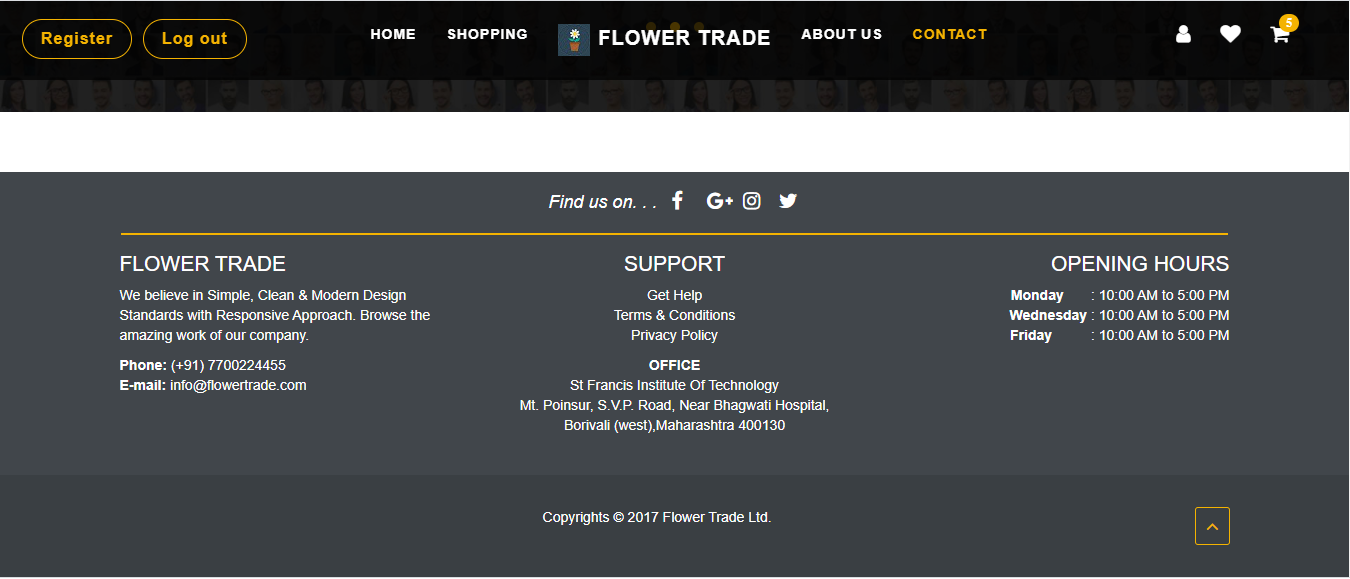 Register
Log out
HOME
SHOPPING
FLOWER TRADE
ABOUT US
CONTACT
5
Find us on. . .
G+
FLOWER TRADE
We believe in Simple, Clean & Modern Design
Standards with Responsive Approach. Browse the
amazing work of our company.
Phone: (+91) 7700224455
E-mail: info@flowertrade.com
SUPPORT
Get Help
Terms & Conditions
Privacy Policy
OFFICE
St Francis Institute Of Technology
Mt. Poinsur, S.V.P. Road, Near Bhagwati Hospital,
Borivali (west),Maharashtra 400130
OPENING HOURS
Monday : 10:00 AM to 5:00 PM
Wednesday : 10:00 AM to 5:00 PM
Friday : 10:00 AM to 5:00 PM
Copyrights © 2017 Flower Trade Ltd.